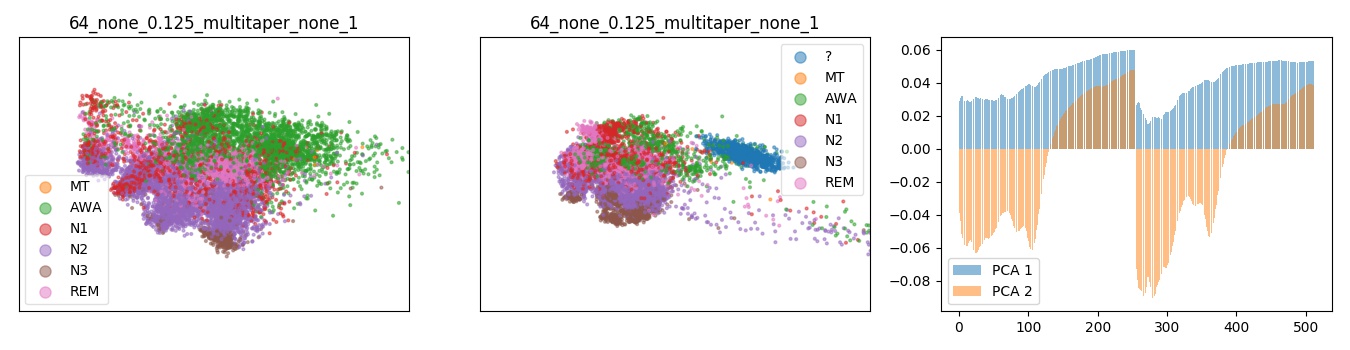 64_none_0.125_multitaper_none_1
MT
AWA
N1
N2
N3
REM
64_none_0.125_multitaper_none_1
?
MT
AWA
N1
N2
N3
REM
0.06
0.04
0.02
0.00
−0.02
−0.04
−0.06
−0.08
PCA 1
PCA 2
0 100 200 300 400 500